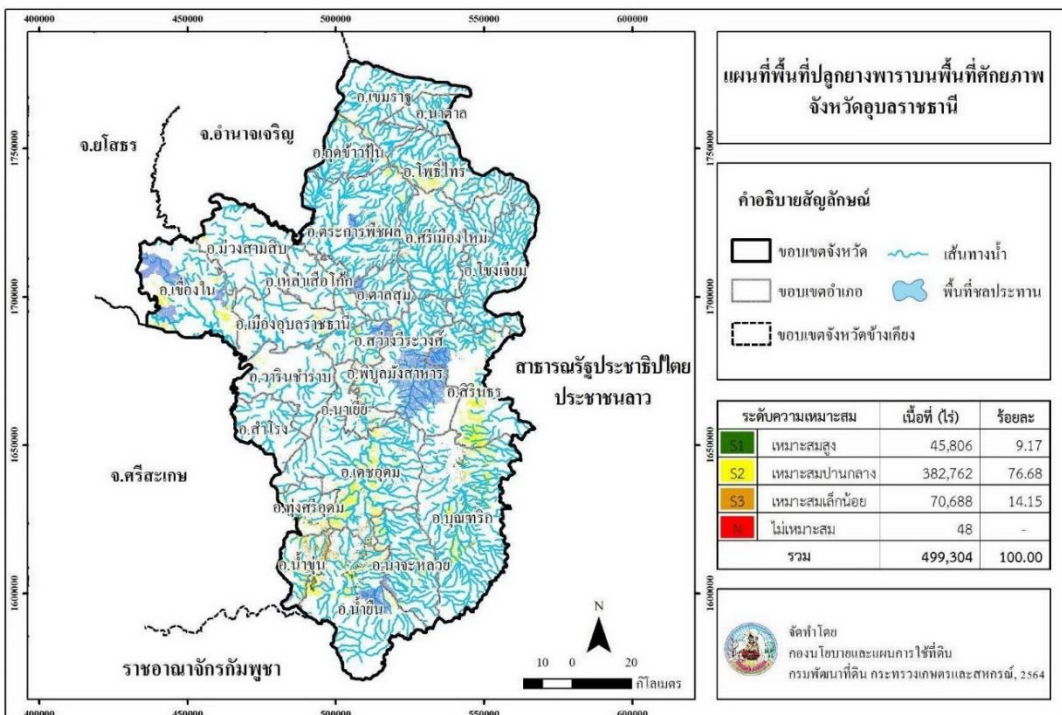 400000 450000 500000 550000 600000
แผนที่พื้นที่ปลูกยางพาราบนพื้นที่ศักยภาพ
จังหวัดอุบลราชธานี
จ.ยโสธร
จ.อำนาจเจริญ
1750000
1700000
1650000
1600000
อ.เขมราฐ
อ.นาตาล
อ.กุดข้าวปุ้น
อ.โพธิ์ไทร
อ.ตระการพืชผล
อ.ศรีเมืองใหม่
อ.ม่วงสามสิบ
อ.โขงเจียม
อ.เหล่าเสือโก้ก
อ.ตาลสุม
อ.เขื่องใน
อ.เมืองอุบลราชธานี
อ.สว่างวีระวงศ์
อ.วารินชำราบ
อ.พิบูลมังสาหาร
อ.สิรินธร
อ.นาเยีย
อ.สำโรง
อ.เดชอุดม
อ.ทุ่งศรีอุดม
อ.บุณฑริก
อ.น้ำขุ่น
อ.นาจะหลวย
อ.น้ำยืน
สาธารณรัฐประชาธิปไตย
ประชาชนลาว
จ.ศรีสะเกษ
ราชอาณาจักรกัมพูชา
N
10 0 20
กิโลเมตร
1750000
1700000
1650000
1600000
400000 450000 500000 550000 600000
คำอธิบายสัญลักษณ์
ขอบเขตจังหวัด เส้นทางน้ำ
ขอบเขตอำเภอ พื้นที่ชลประทาน
ขอบเขตจังหวัดข้างเคียง
ระดับความเหมาะสม เนื้อที่ (ไร่) ร้อยละ
S1 เหมาะสมสูง 45,806 9.17
S2 เหมาะสมปานกลาง 382,762 76.68
S3 เหมาะสมเล็กน้อย 70,688 14.15
N ไม่เหมาะสม 48 -
รวม 499,304 100.00
จัดทำโดย
กองนโยบายและแผนการใช้ที่ดิน
กรมพัฒนาที่ดิน กระทรวงเกษตรและสหกรณ์, 2564